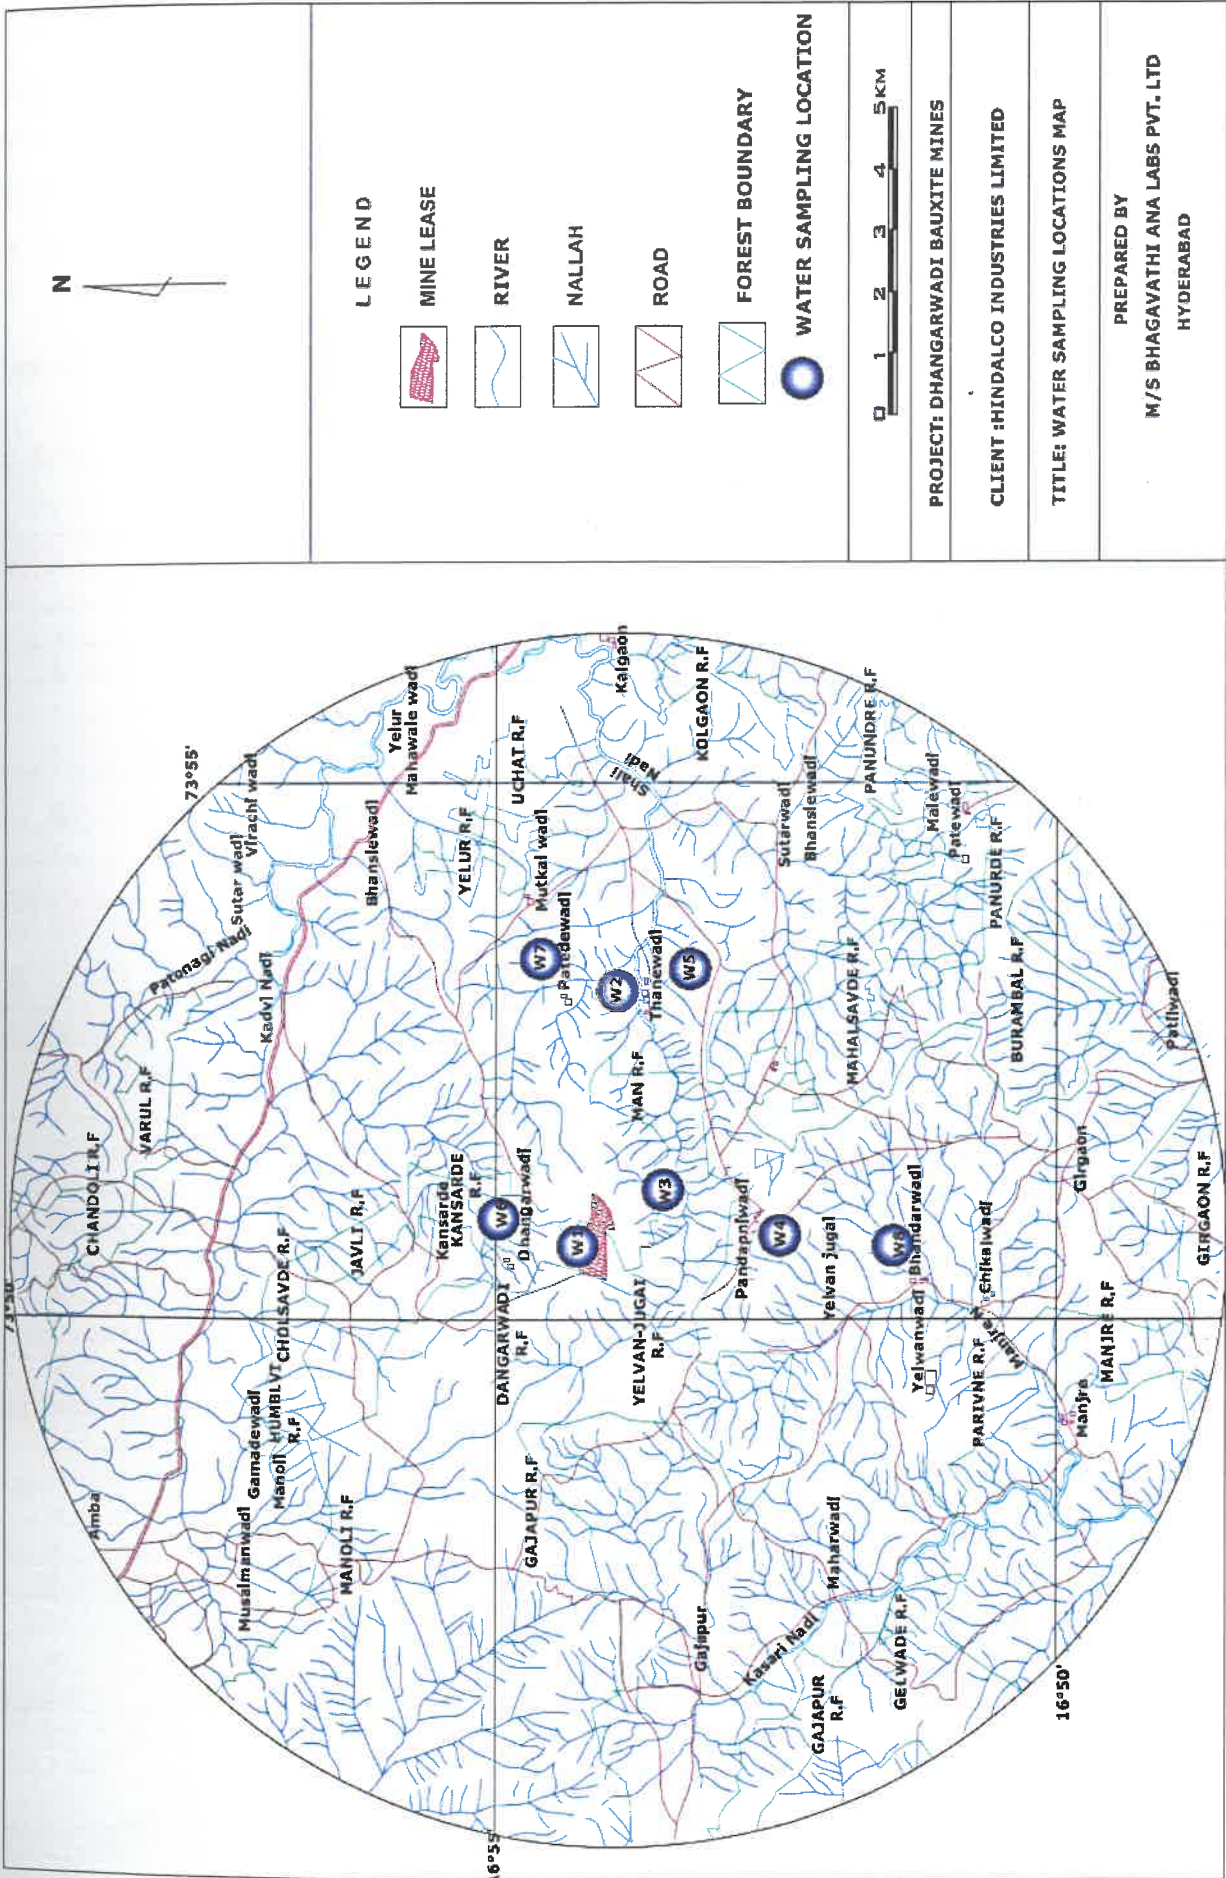 N
LEGEND
MINE LEASE
RIVER
NALLAH
ROAD
FOREST BOUNDARY
WATER SAMPLING LOCATION
0 1 2 3 4 5KM
PROJECT: DHANGARWADI BAUXITE MINES
CLIENT :HINDALCO INDUSTRIES LIMITED
TITLE: WATER SAMPLING LOCATIONS MAP
PREPARED BY
M/S BHAGAVATHI ANA LABS PVT. LTD
HYDERABAD
73°55'
16°50'
Amba
CHANDOLI R.F
VARUL R.F
Patonagi Nadi
Sutar wadi
Virachi wadi
Kadvi Nadi
Musalmanwadi
Gamadewadi
Manoli
HUMBLVI
R.F
CHOLSAVDE R.F
MANOLI R.F
JAVLI R.F
Bhanslewadi
Yelur
Mahawale wadi
Kansarde
KANSARDE
R.F
YELUR R.F
W6
Dhangarwadi
DANGARWADI
R.F
UCHAT R.F
Mutkal wadi
W7
Patedewadi
GAJAPUR R.F
W1
W2
Thanewadi
Kalgaon
Shali
Nadi
YELVAN-JUGAI
R.F
MAN R.F
W3
W5
KOLGAON R.F
Gajapur
Pandapniwadi
W4
Kasari Nadi
Sutarwadi
Bhanslewadi
GAJAPUR
R.F
Maharwadi
Yelvan jugai
MAHALSAVDE R.F
PANUNDRE R.F
GELWADE R.F
W8
Bhandarwadi
Yelwanwadi
Malewadi
Patewadi
PARIVNE R.F
Manjre N
Chikalwadi
PANURDE R.F
BURAMBAL R.F
Manjre
MANJRE R.F
Girgaon
Patilwadi
GIRGAON R.F